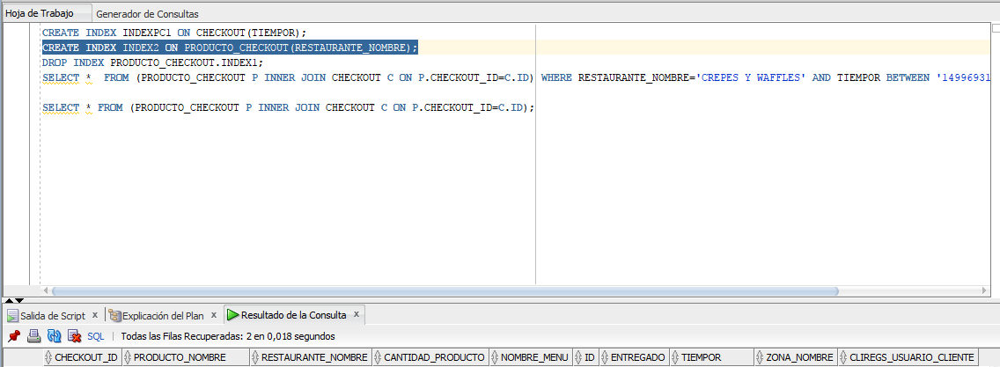 Hoja de Trabajo Generador de Consultas
CREATE INDEX INDEXPC1 ON CHECKOUT(TIEMPOR);
CREATE INDEX INDEX2 ON PRODUCTO_CHECKOUT(RESTAURANTE_NOMBRE);
DROP INDEX PRODUCTO_CHECKOUT.INDEX1;
SELECT *  FROM (PRODUCTO_CHECKOUT P INNER JOIN CHECKOUT C ON P.CHECKOUT_ID=C.ID) WHERE RESTAURANTE_NOMBRE='CREPES Y WAFFLES' AND TIEMPOR BETWEEN '14996931
SELECT * FROM (PRODUCTO_CHECKOUT P INNER JOIN CHECKOUT C ON P.CHECKOUT_ID=C.ID);
Salida de Script x Explicación del Plan x Resultado de la Consulta x
SQL | Todas las Filas Recuperadas: 2 en 0,018 segundos
CHECKOUT_ID PRODUCTO_NOMBRE RESTAURANTE_NOMBRE CANTIDAD_PRODUCTO NOMBRE_MENU ID ENTREGADO TIEMPOR ZONA_NOMBRE CLIREGS_USUARIO_CLIENTE